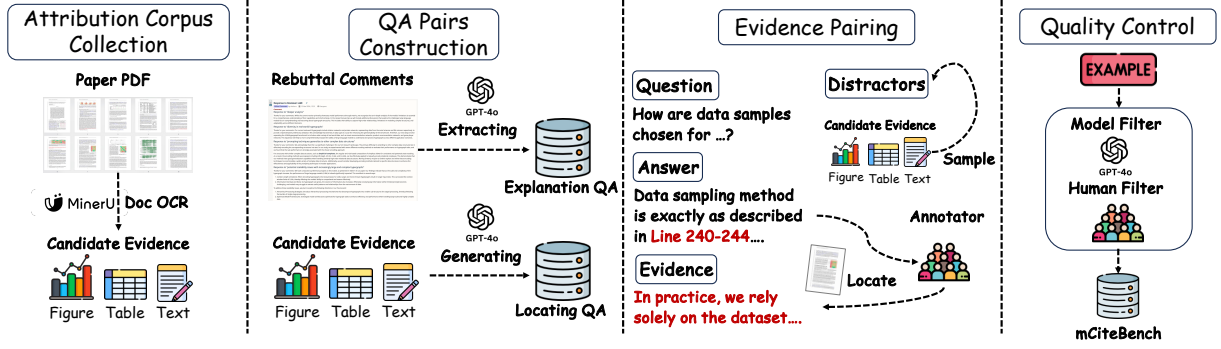 Attribution Corpus
Collection
Paper PDF
MinerU Doc OCR
Candidate Evidence
Figure Table Text
QA Pairs
Construction
Rebuttal Comments
GPT-4o
Extracting
Explanation QA
Candidate Evidence
Figure Table Text
GPT-4o
Generating
Locating QA
Evidence Pairing
Question
How are data samples
chosen for ...?
Answer
Data sampling method
is exactly as described
in Line 240-244....
Evidence
In practice, we rely
solely on the dataset....
Distractors
Candidate Evidence
Figure Table Text
Sample
Annotator
Locate
Quality Control
EXAMPLE
Model Filter
GPT-4o
Human Filter
mCiteBench